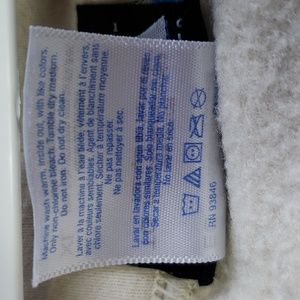 Machine wash warm, inside out, with like colors.
Only non-chlorine bleach. Tumble dry medium.
Do not iron. Do not dry clean.
Laver à la machine à l'eau tiède, vêtement à l'envers,
avec couleurs semblables. Agent de blanchiment sans
chlore seulement. Sécher à température moyenne.
Ne pas repasser.
Ne pas nettoyer à sec.
Lavar en lavadora con agua tibia, lavar por el revés,
con colores similares. Solo blanqueador sin cloro.
Secar a temperatura media. No planchar.
No lavar en seco.
RN 93846